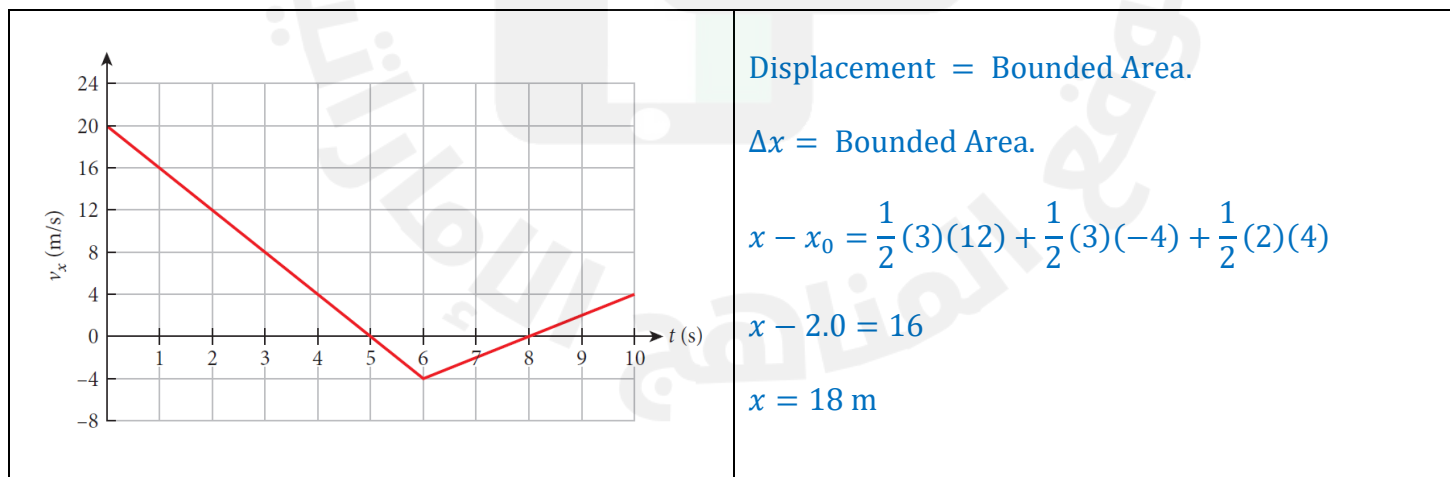 24
20
16
12
8
4
0
−4
−8
v_x (m/s)
1 2 3 4 5 6 7 8 9 10
t (s)
Displacement = Bounded Area.
Δx = Bounded Area.
x − x₀ = 1/2 (3)(12) + 1/2 (3)(−4) + 1/2 (2)(4)
x − 2.0 = 16
x = 18 m
المناهج الإماراتية